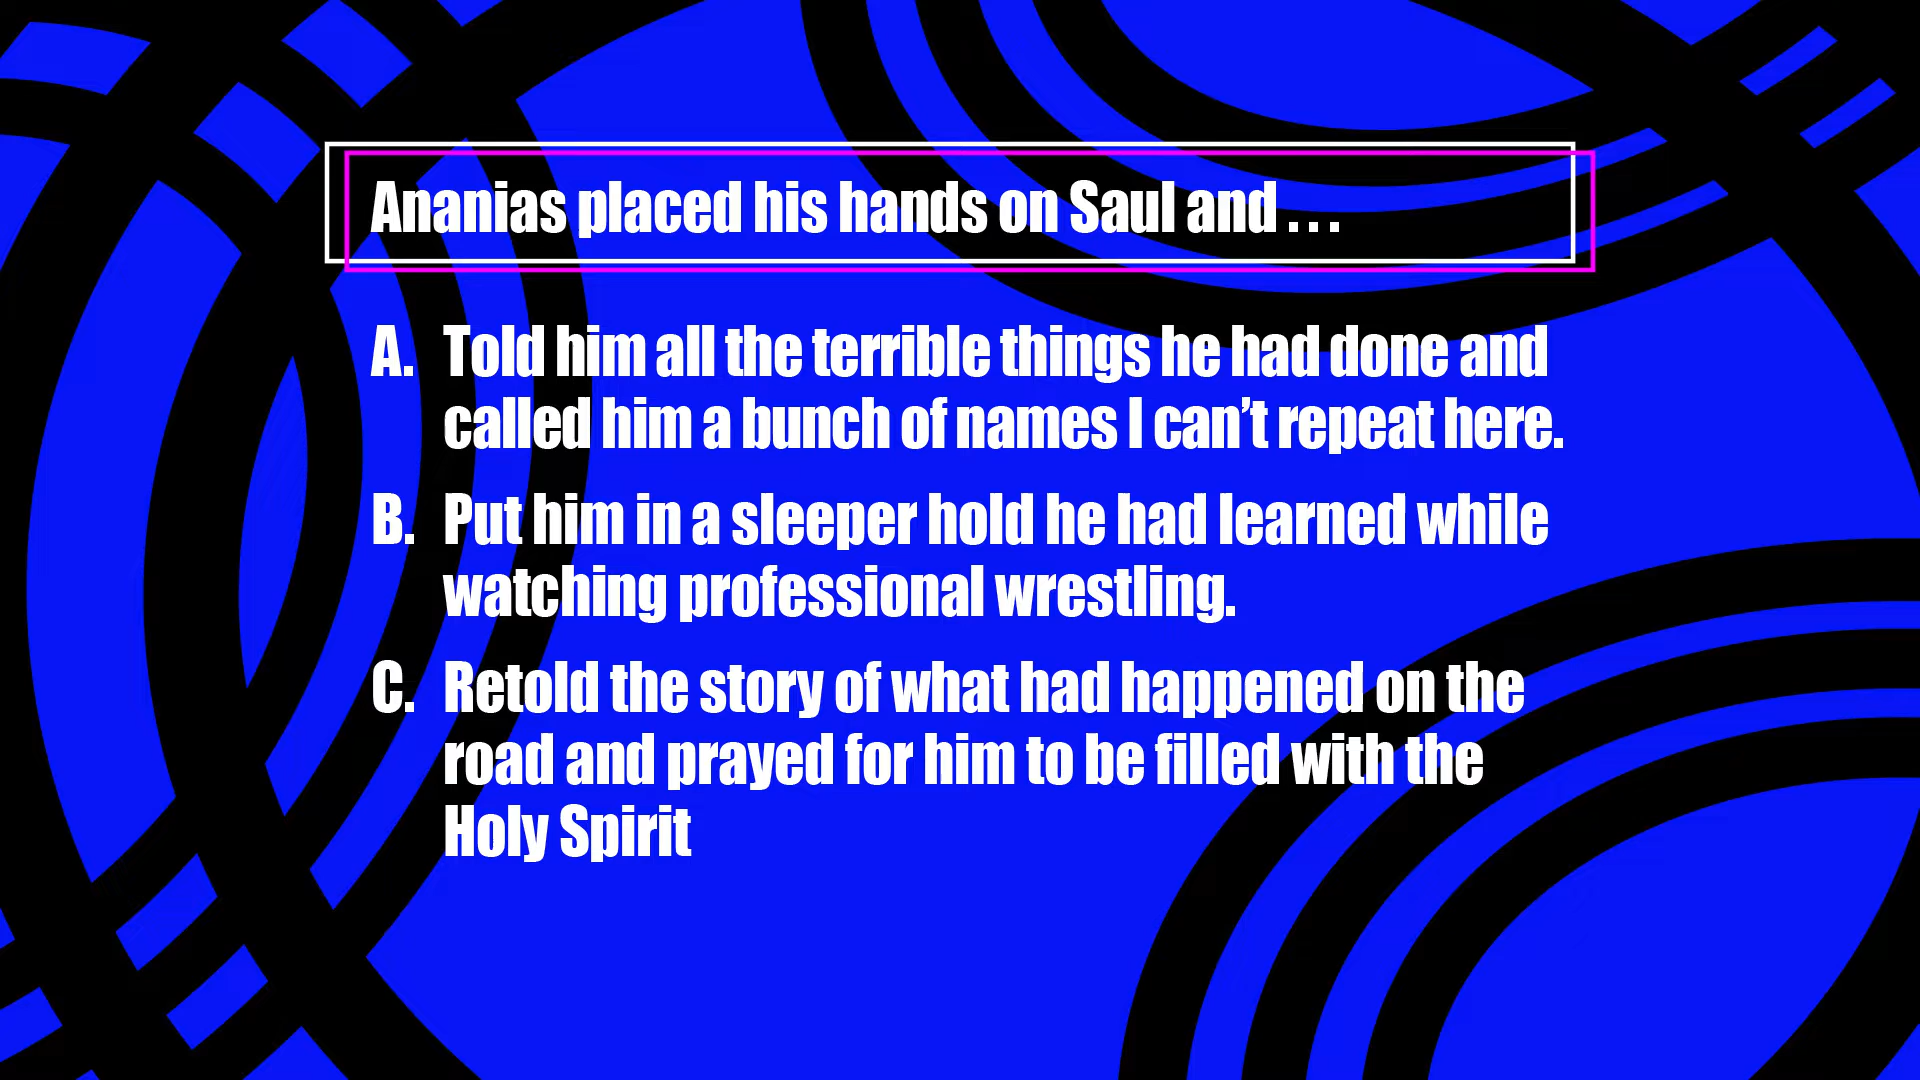 Ananias placed his hands on Saul and . . .
A. Told him all the terrible things he had done and
called him a bunch of names I can’t repeat here.
B. Put him in a sleeper hold he had learned while
watching professional wrestling.
C. Retold the story of what had happened on the
road and prayed for him to be filled with the
Holy Spirit